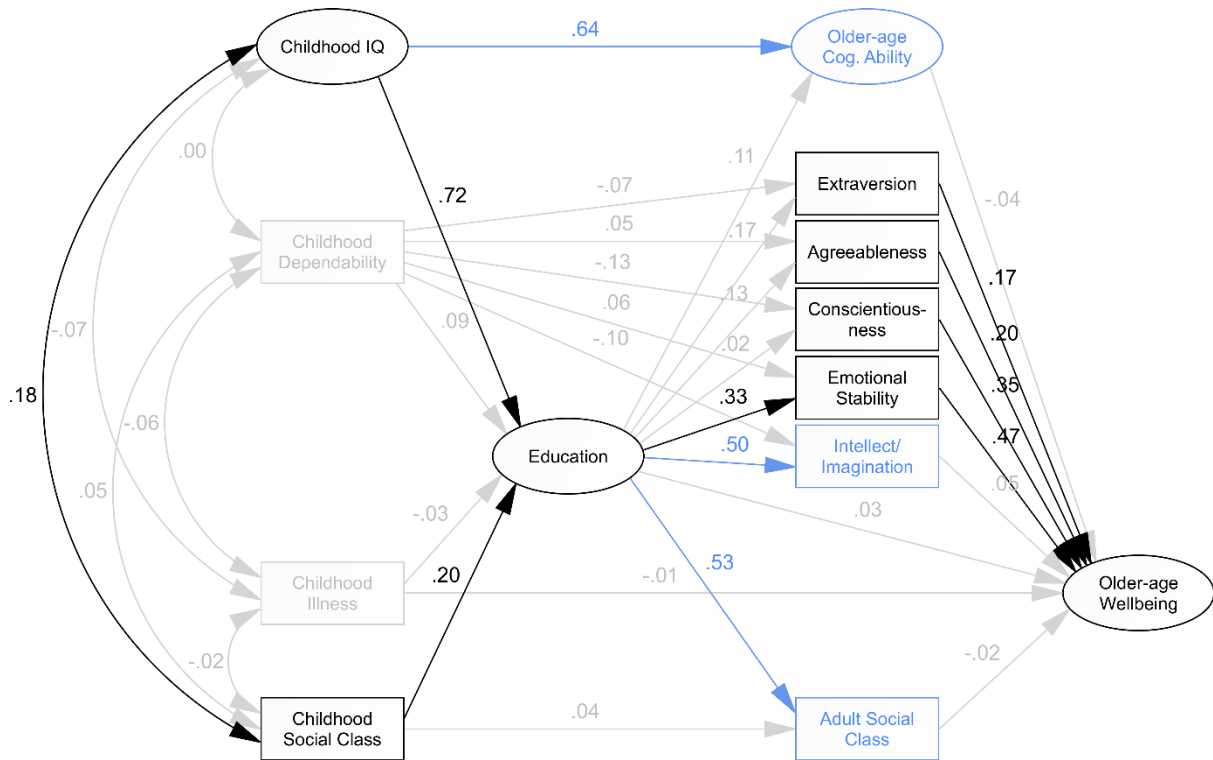 .64
Childhood IQ
Older-age
Cog. Ability
.00
.11
.72
-.07
Extraversion
-.04
.05
.17
Childhood
Dependability
Agreeableness
-.13
.17
.06
.13
Conscientious-
ness
.09
-.10
.02
.20
-.07
.18
.33
Emotional
Stability
.35
-.06
.50
Intellect/
Imagination
.47
Education
.05
.05
.03
-.03
.53
-.01
Childhood
Illness
Older-age
Wellbeing
.20
-.02
-.02
.04
Childhood
Social Class
Adult Social
Class